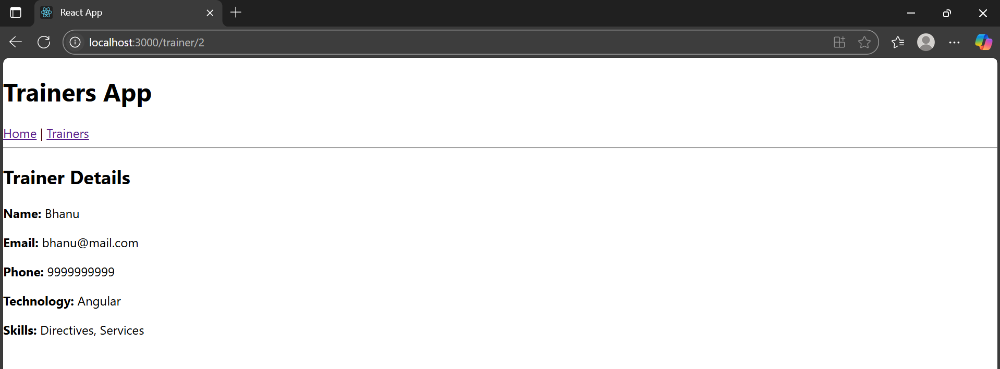 React App
localhost:3000/trainer/2
Trainers App
Home | Trainers
Trainer Details
Name: Bhanu
Email: bhanu@mail.com
Phone: 9999999999
Technology: Angular
Skills: Directives, Services